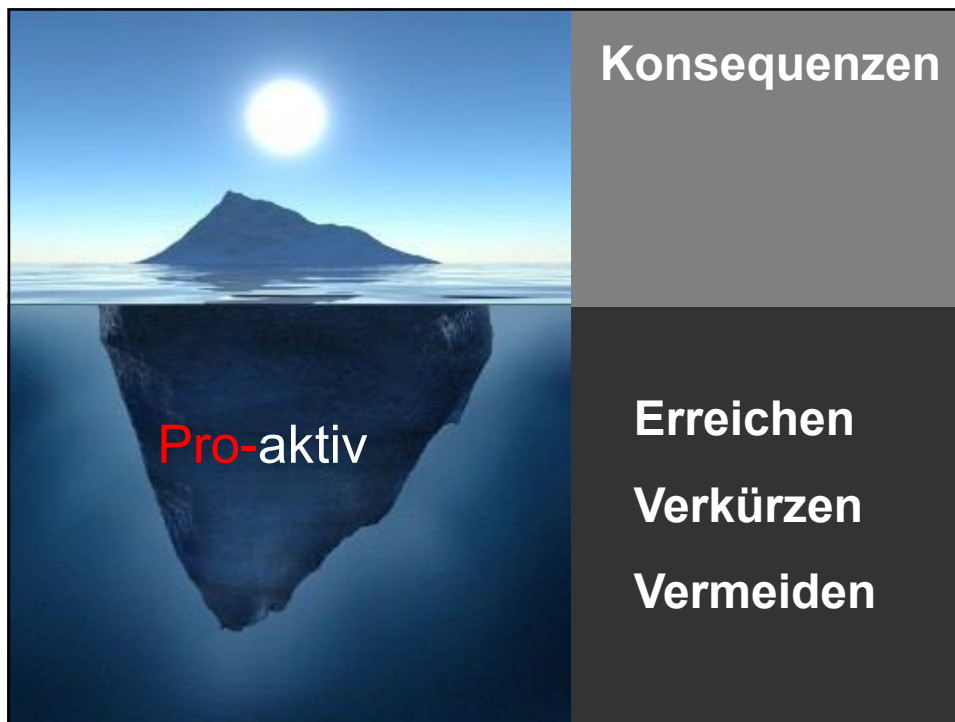 Konsequenzen
Pro-aktiv
Erreichen
Verkürzen
Vermeiden